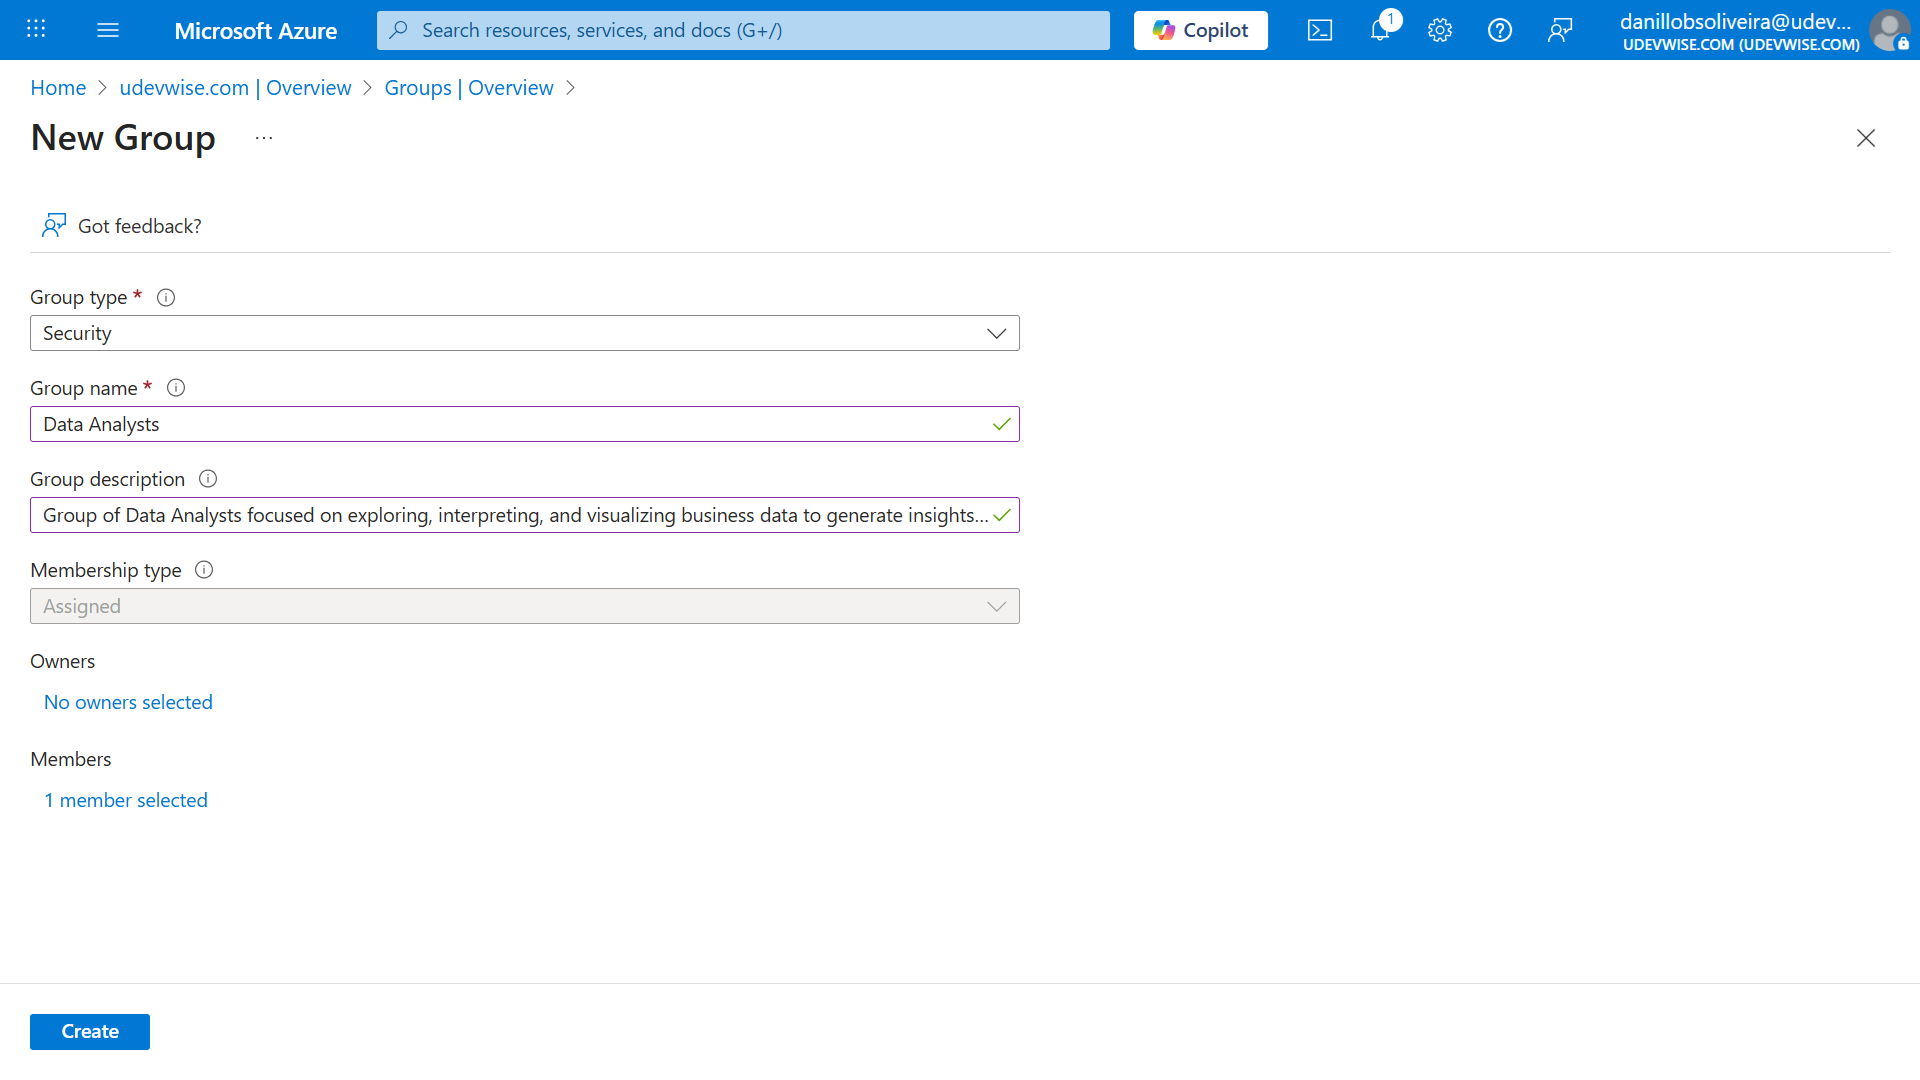 Microsoft Azure
Search resources, services, and docs (G+/)
Copilot
1
danillobsoliveira@udev...
UDEVWISE.COM (UDEVWISE.COM)
Home > udevwise.com | Overview > Groups | Overview >
New Group ...
Got feedback?
Group type *
Security
Group name *
Data Analysts
Group description
Group of Data Analysts focused on exploring, interpreting, and visualizing business data to generate insights...
Membership type
Assigned
Owners
No owners selected
Members
1 member selected
Create